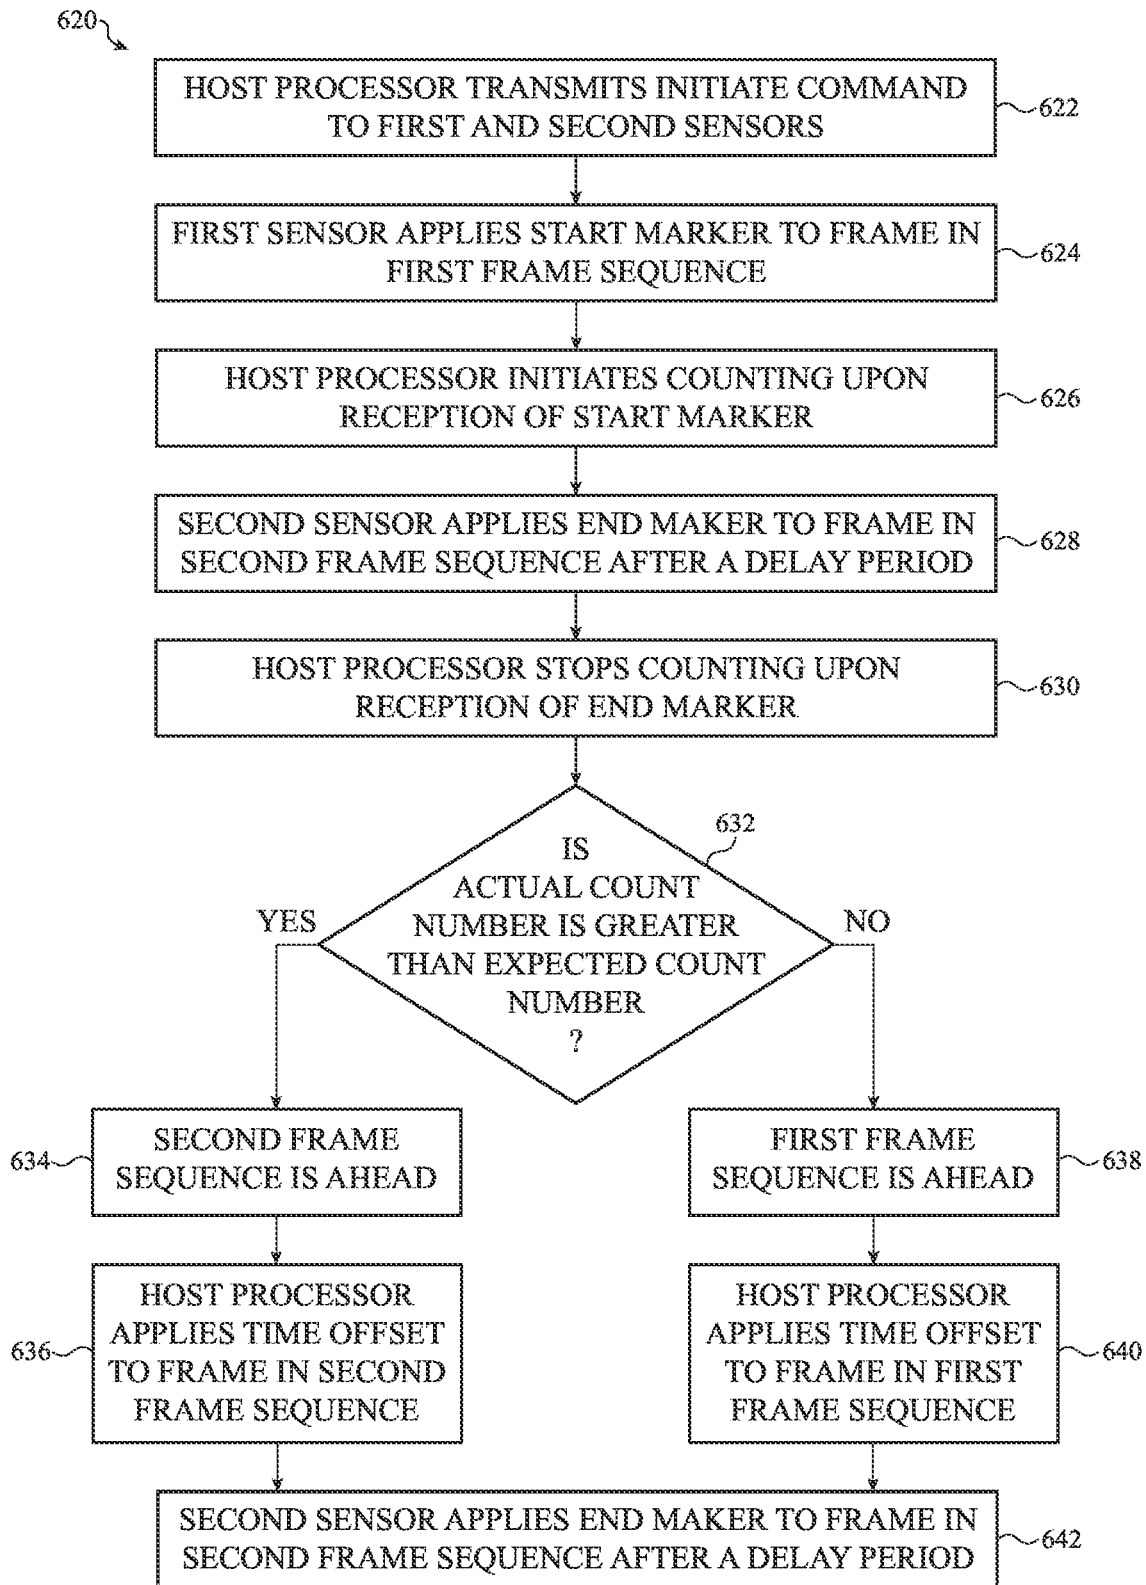 620
HOST PROCESSOR TRANSMITS INITIATE COMMAND
TO FIRST AND SECOND SENSORS
622
FIRST SENSOR APPLIES START MARKER TO FRAME IN
FIRST FRAME SEQUENCE
624
HOST PROCESSOR INITIATES COUNTING UPON
RECEPTION OF START MARKER
626
SECOND SENSOR APPLIES END MAKER TO FRAME IN
SECOND FRAME SEQUENCE AFTER A DELAY PERIOD
628
HOST PROCESSOR STOPS COUNTING UPON
RECEPTION OF END MARKER
630
632
IS
ACTUAL COUNT
NUMBER IS GREATER
THAN EXPECTED COUNT
NUMBER
?
YES
NO
634
SECOND FRAME
SEQUENCE IS AHEAD
FIRST FRAME
SEQUENCE IS AHEAD
638
636
HOST PROCESSOR
APPLIES TIME OFFSET
TO FRAME IN SECOND
FRAME SEQUENCE
HOST PROCESSOR
APPLIES TIME OFFSET
TO FRAME IN FIRST
FRAME SEQUENCE
640
SECOND SENSOR APPLIES END MAKER TO FRAME IN
SECOND FRAME SEQUENCE AFTER A DELAY PERIOD
642